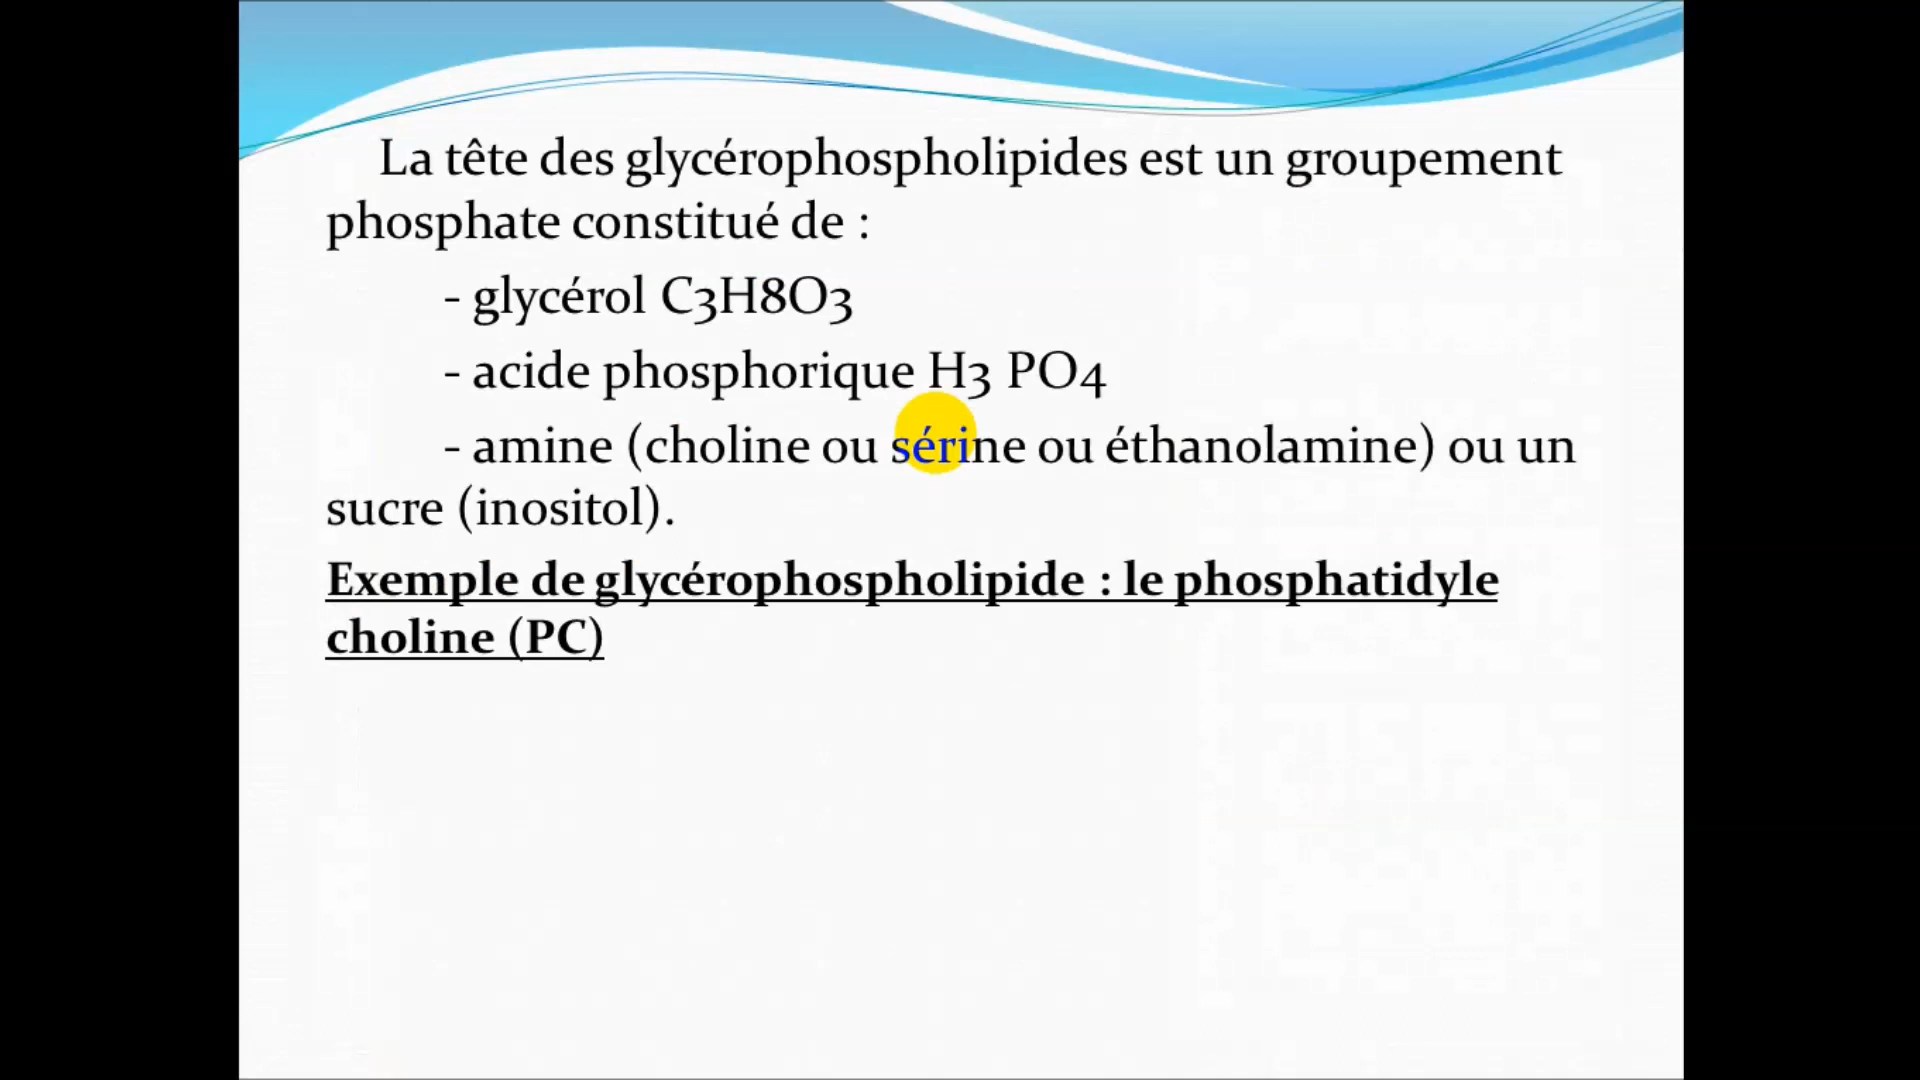 La tête des glycérophospholipides est un groupement
phosphate constitué de :
- glycérol C3H8O3
- acide phosphorique H3 PO4
- amine (choline ou sérine ou éthanolamine) ou un
sucre (inositol).
Exemple de glycérophospholipide : le phosphatidyle
choline (PC)